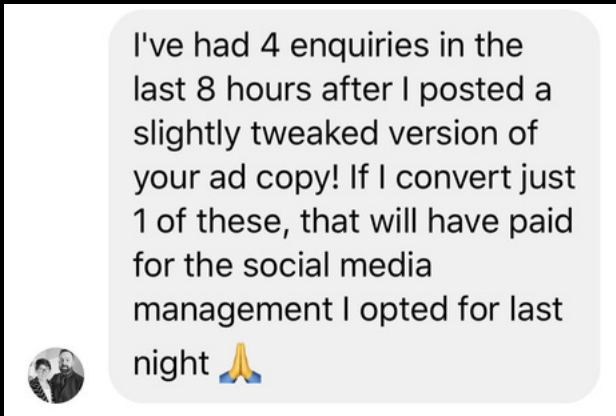 I've had 4 enquiries in the
last 8 hours after I posted a
slightly tweaked version of
your ad copy! If I convert just
1 of these, that will have paid
for the social media
management I opted for last
night 🙏